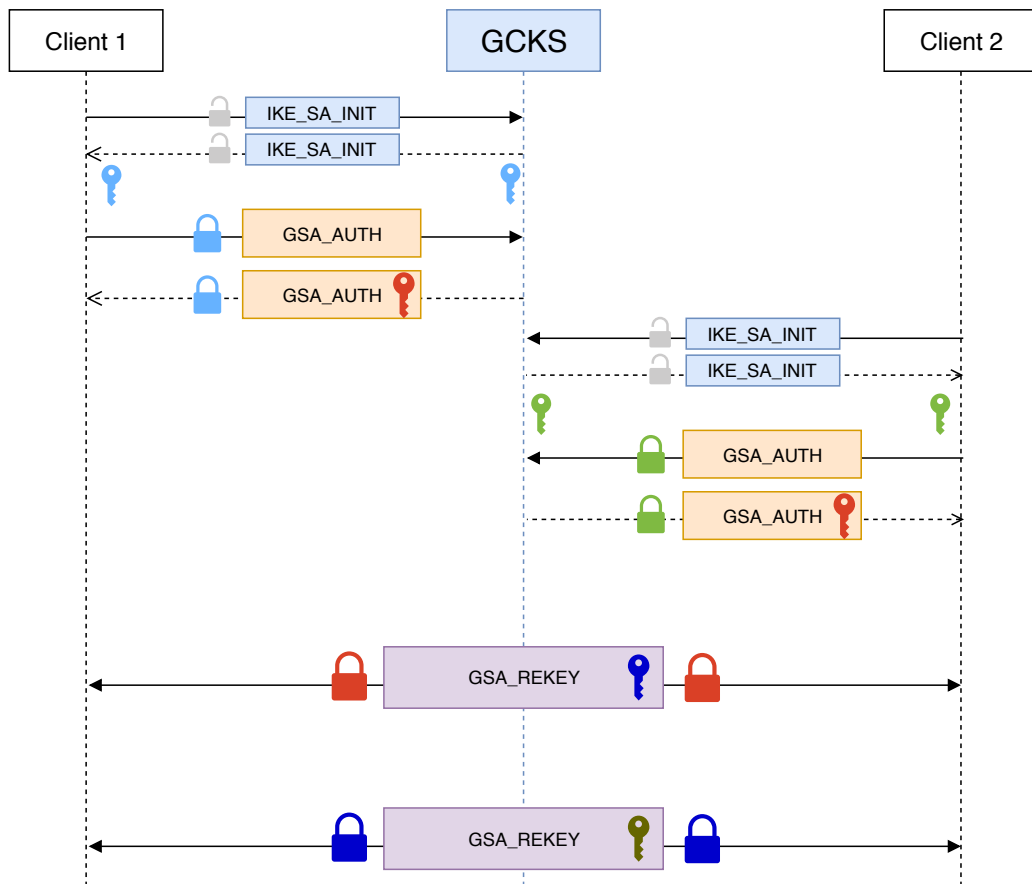 Client 1
GCKS
Client 2
IKE_SA_INIT
IKE_SA_INIT
GSA_AUTH
GSA_AUTH
IKE_SA_INIT
IKE_SA_INIT
GSA_AUTH
GSA_AUTH
GSA_REKEY
GSA_REKEY